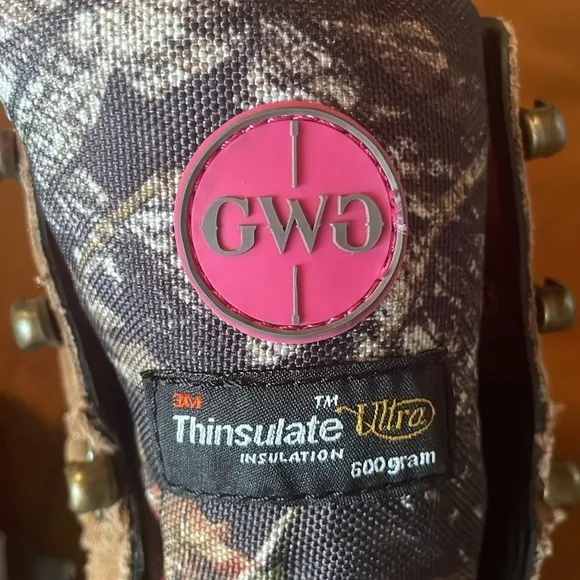 GWG
3M
Thinsulate™ Ultra
INSULATION
600 gram